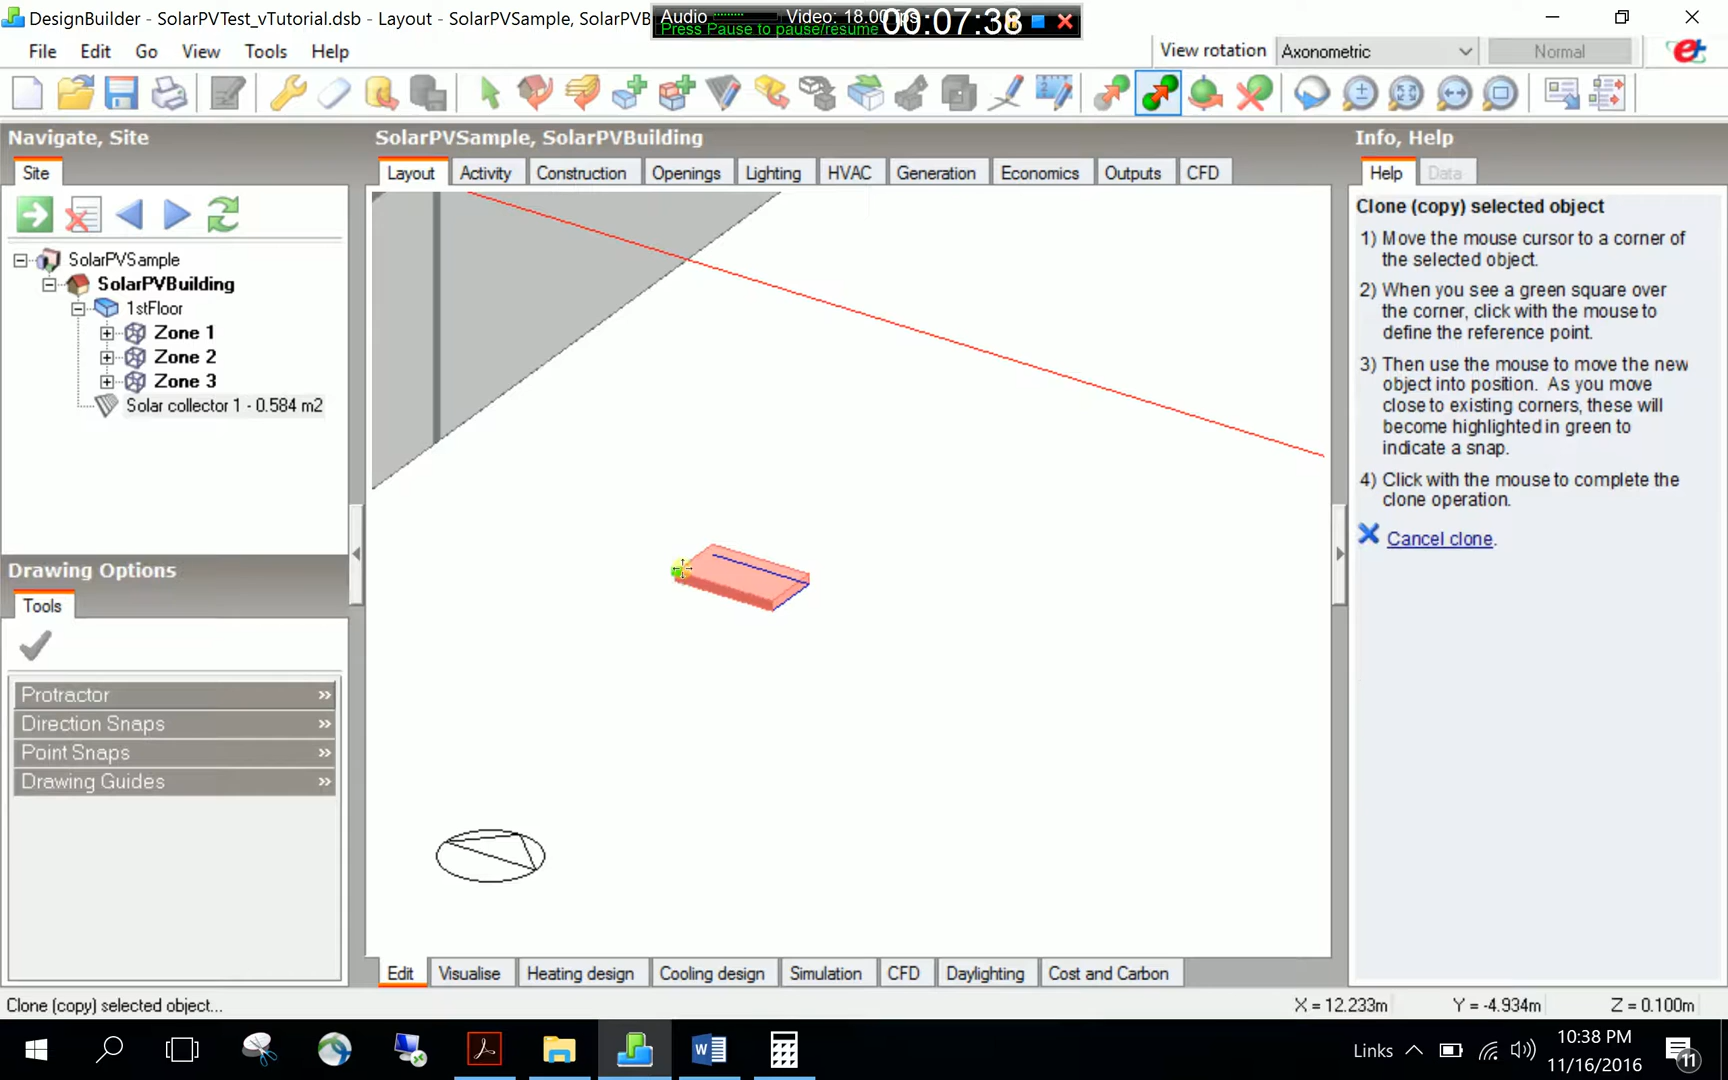 DesignBuilder - SolarPVTest_vTutorial.dsb - Layout - SolarPVSample, SolarPVB
Audio Video: 18.00 fps
Press Pause to pause/resume
00:07:38
File Edit Go View Tools Help
View rotation Axonometric Normal
Navigate, Site
Site
SolarPVSample
SolarPVBuilding
1stFloor
Zone 1
Zone 2
Zone 3
Solar collector 1 - 0.584 m2
Drawing Options
Tools
Protractor »
Direction Snaps »
Point Snaps »
Drawing Guides »
SolarPVSample, SolarPVBuilding
Layout Activity Construction Openings Lighting HVAC Generation Economics Outputs CFD
Edit Visualise Heating design Cooling design Simulation CFD Daylighting Cost and Carbon
Info, Help
Help Data
Clone (copy) selected object
1) Move the mouse cursor to a corner of
the selected object.
2) When you see a green square over
the corner, click with the mouse to
define the reference point.
3) Then use the mouse to move the new
object into position. As you move
close to existing corners, these will
become highlighted in green to
indicate a snap.
4) Click with the mouse to complete the
clone operation.
Cancel clone.
Clone (copy) selected object...
X = 12.233m Y = -4.934m Z = 0.100m
Links
10:38 PM
11/16/2016
11